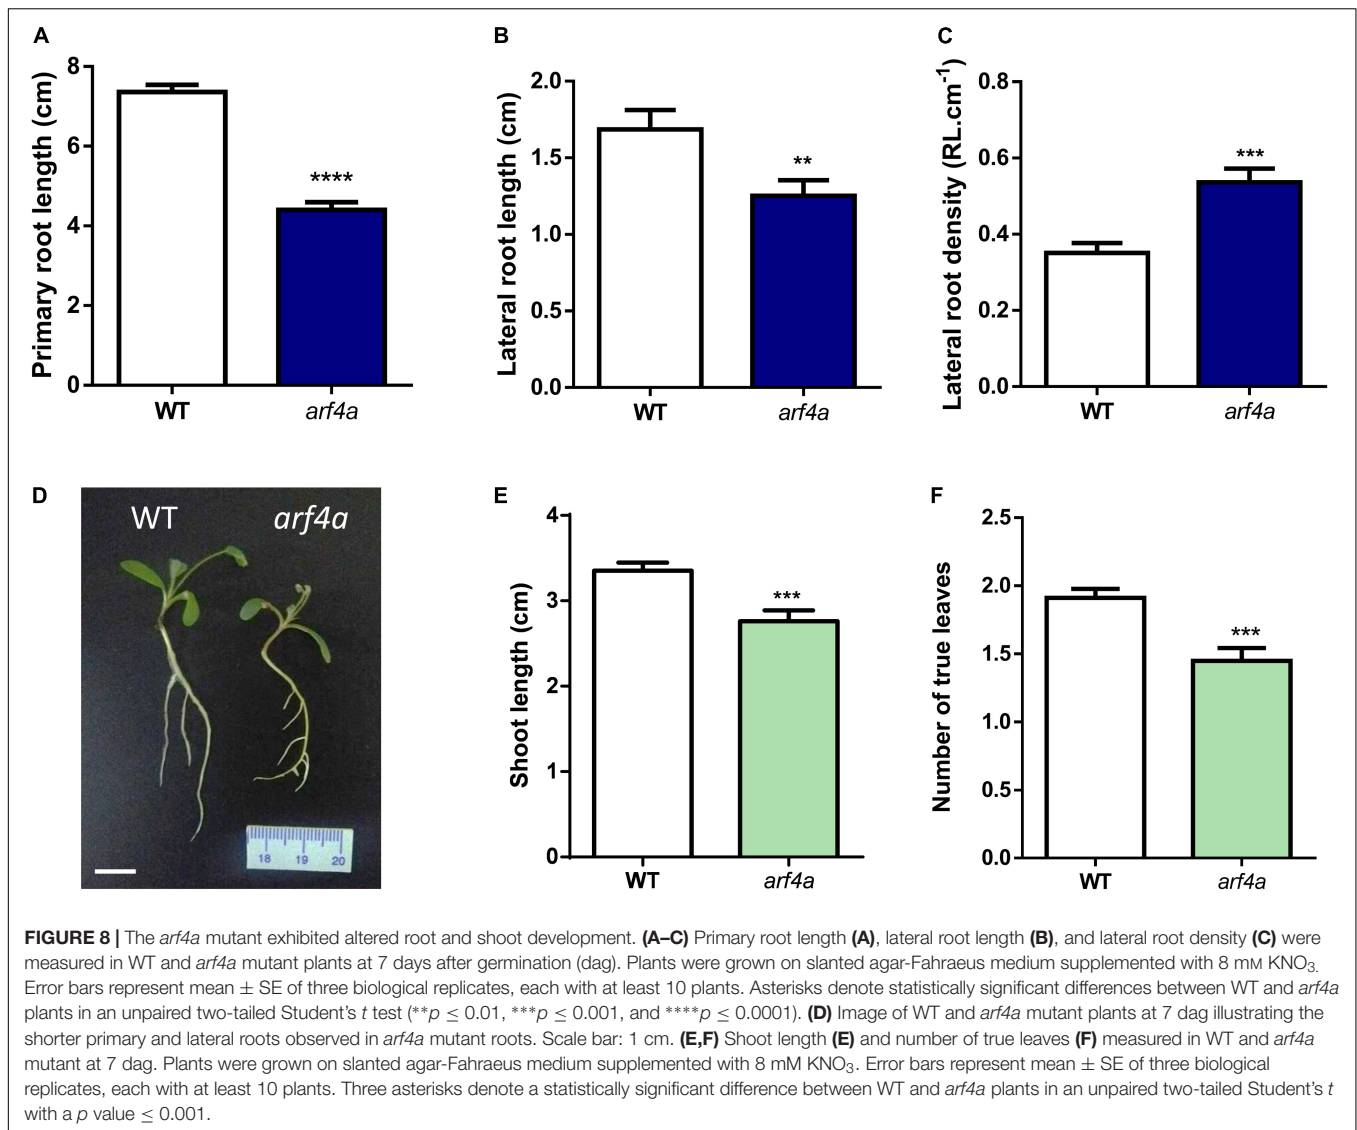 A
Primary root length (cm)
8
6
4
2
0
****
WT
arf4a
B
Lateral root length (cm)
2.0
1.5
1.0
0.5
0.0
**
WT
arf4a
C
Lateral root density (RL.cm⁻¹)
0.8
0.6
0.4
0.2
0.0
***
WT
arf4a
D
WT
arf4a
18 19 20
E
Shoot length (cm)
4
3
2
1
0
***
WT
arf4a
F
Number of true leaves
2.5
2.0
1.5
1.0
0.5
0.0
***
WT
arf4a
FIGURE 8 | The arf4a mutant exhibited altered root and shoot development. (A–C) Primary root length (A), lateral root length (B), and lateral root density (C) were
measured in WT and arf4a mutant plants at 7 days after germination (dag). Plants were grown on slanted agar-Fahraeus medium supplemented with 8 mM KNO₃.
Error bars represent mean ± SE of three biological replicates, each with at least 10 plants. Asterisks denote statistically significant differences between WT and arf4a
plants in an unpaired two-tailed Student's t test (**p ≤ 0.01, ***p ≤ 0.001, and ****p ≤ 0.0001). (D) Image of WT and arf4a mutant plants at 7 dag illustrating the
shorter primary and lateral roots observed in arf4a mutant roots. Scale bar: 1 cm. (E,F) Shoot length (E) and number of true leaves (F) measured in WT and arf4a
mutant at 7 dag. Plants were grown on slanted agar-Fahraeus medium supplemented with 8 mM KNO₃. Error bars represent mean ± SE of three biological
replicates, each with at least 10 plants. Three asterisks denote a statistically significant difference between WT and arf4a plants in an unpaired two-tailed Student's t
with a p value ≤ 0.001.